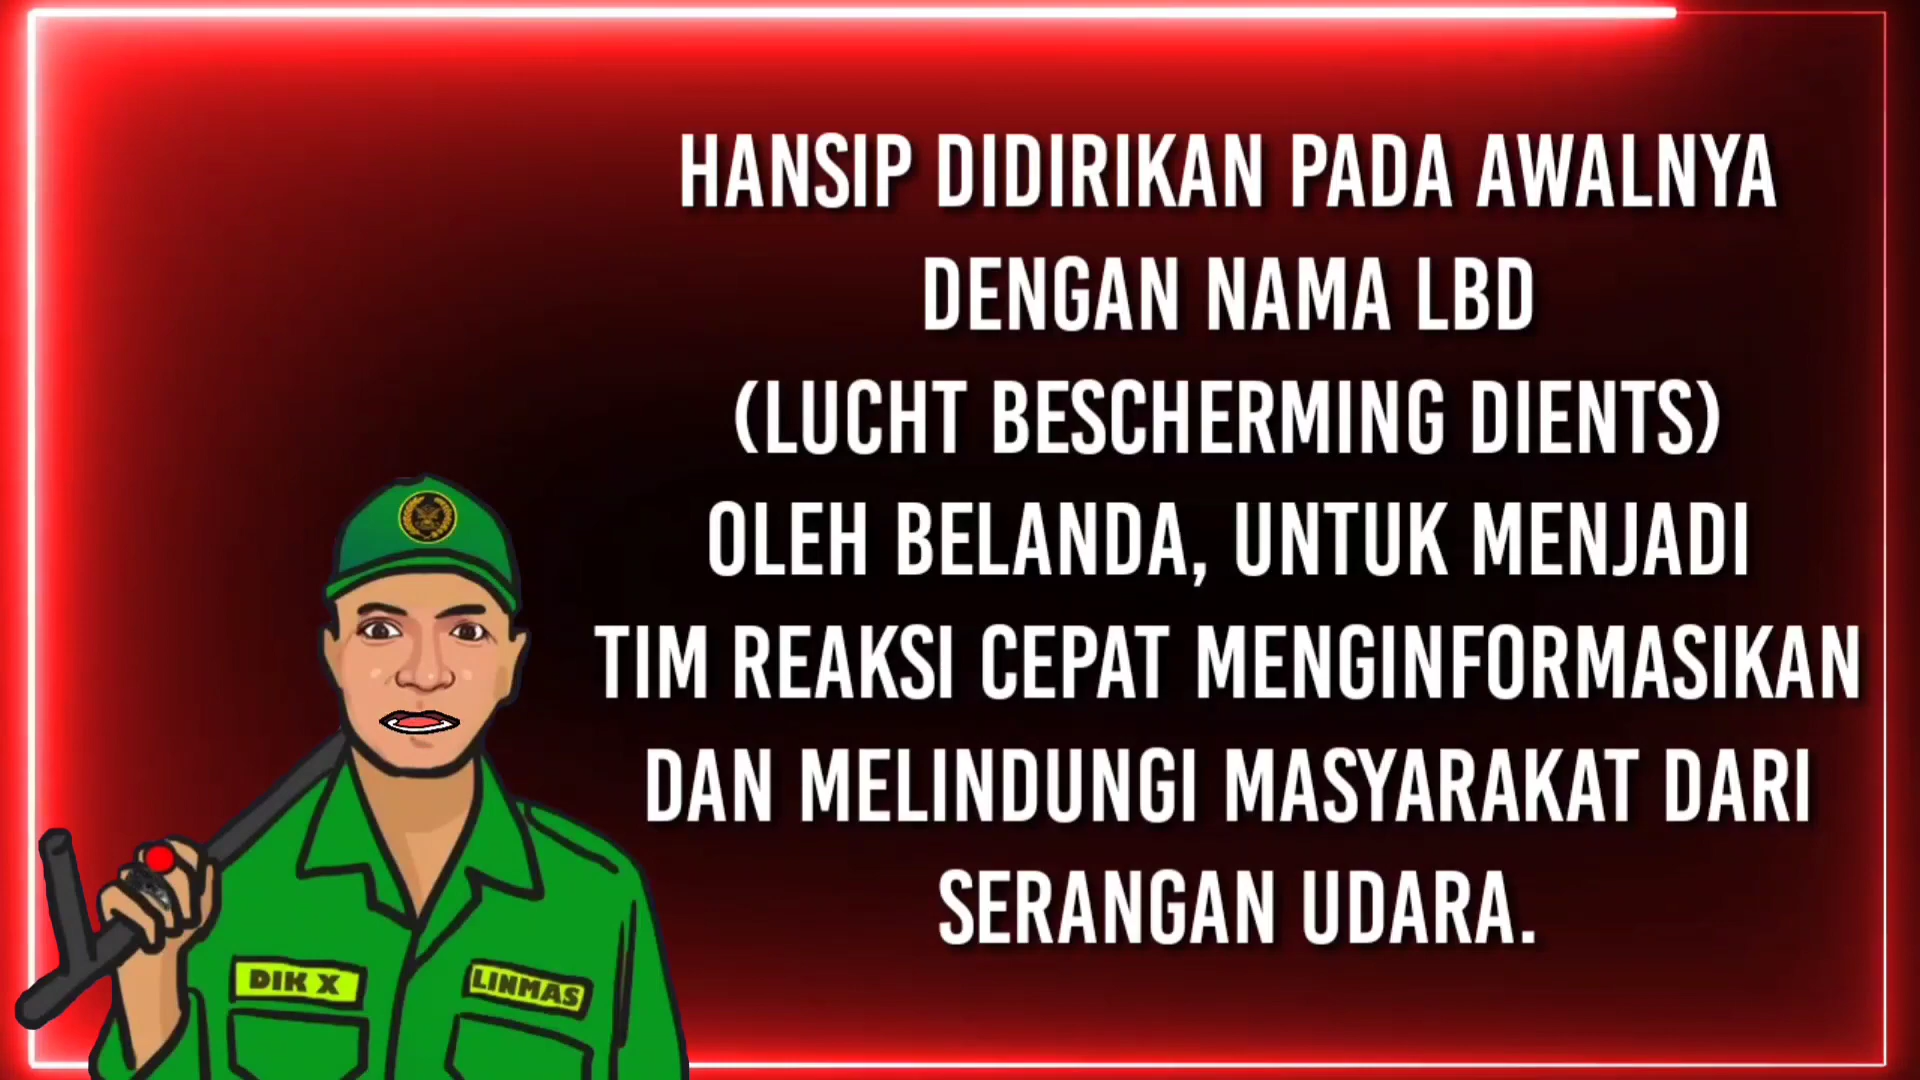 HANSIP DIDIRIKAN PADA AWALNYA
DENGAN NAMA LBD
(LUCHT BESCHERMING DIENTS)
OLEH BELANDA, UNTUK MENJADI
TIM REAKSI CEPAT MENGINFORMASIKAN
DAN MELINDUNGI MASYARAKAT DARI
SERANGAN UDARA.
DIK X
LINMAS